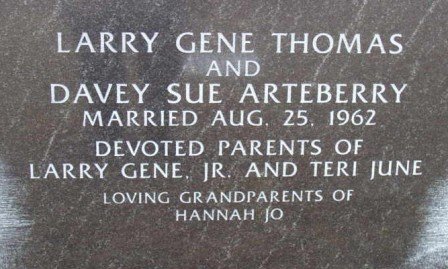 LARRY GENE THOMAS
AND
DAVEY SUE ARTEBERRY
MARRIED AUG. 25, 1962
DEVOTED PARENTS OF
LARRY GENE, JR. AND TERI JUNE
LOVING GRANDPARENTS OF
HANNAH JO